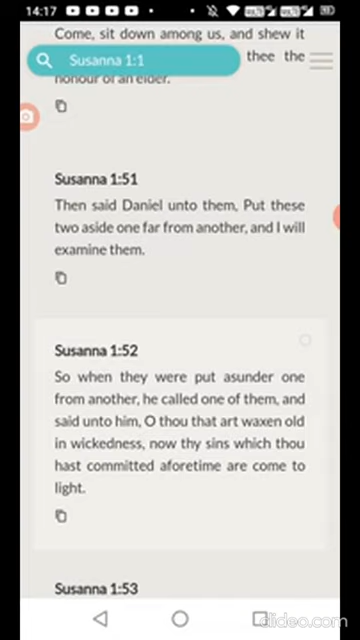 14:17
Come, sit down among us, and shew it
Susanna 1:1
thee the
honour of an elder.
Susanna 1:51
Then said Daniel unto them, Put these
two aside one far from another, and I will
examine them.
Susanna 1:52
So when they were put asunder one
from another, he called one of them, and
said unto him, O thou that art waxen old
in wickedness, now thy sins which thou
hast committed aforetime are come to
light.
Susanna 1:53
clideo.com